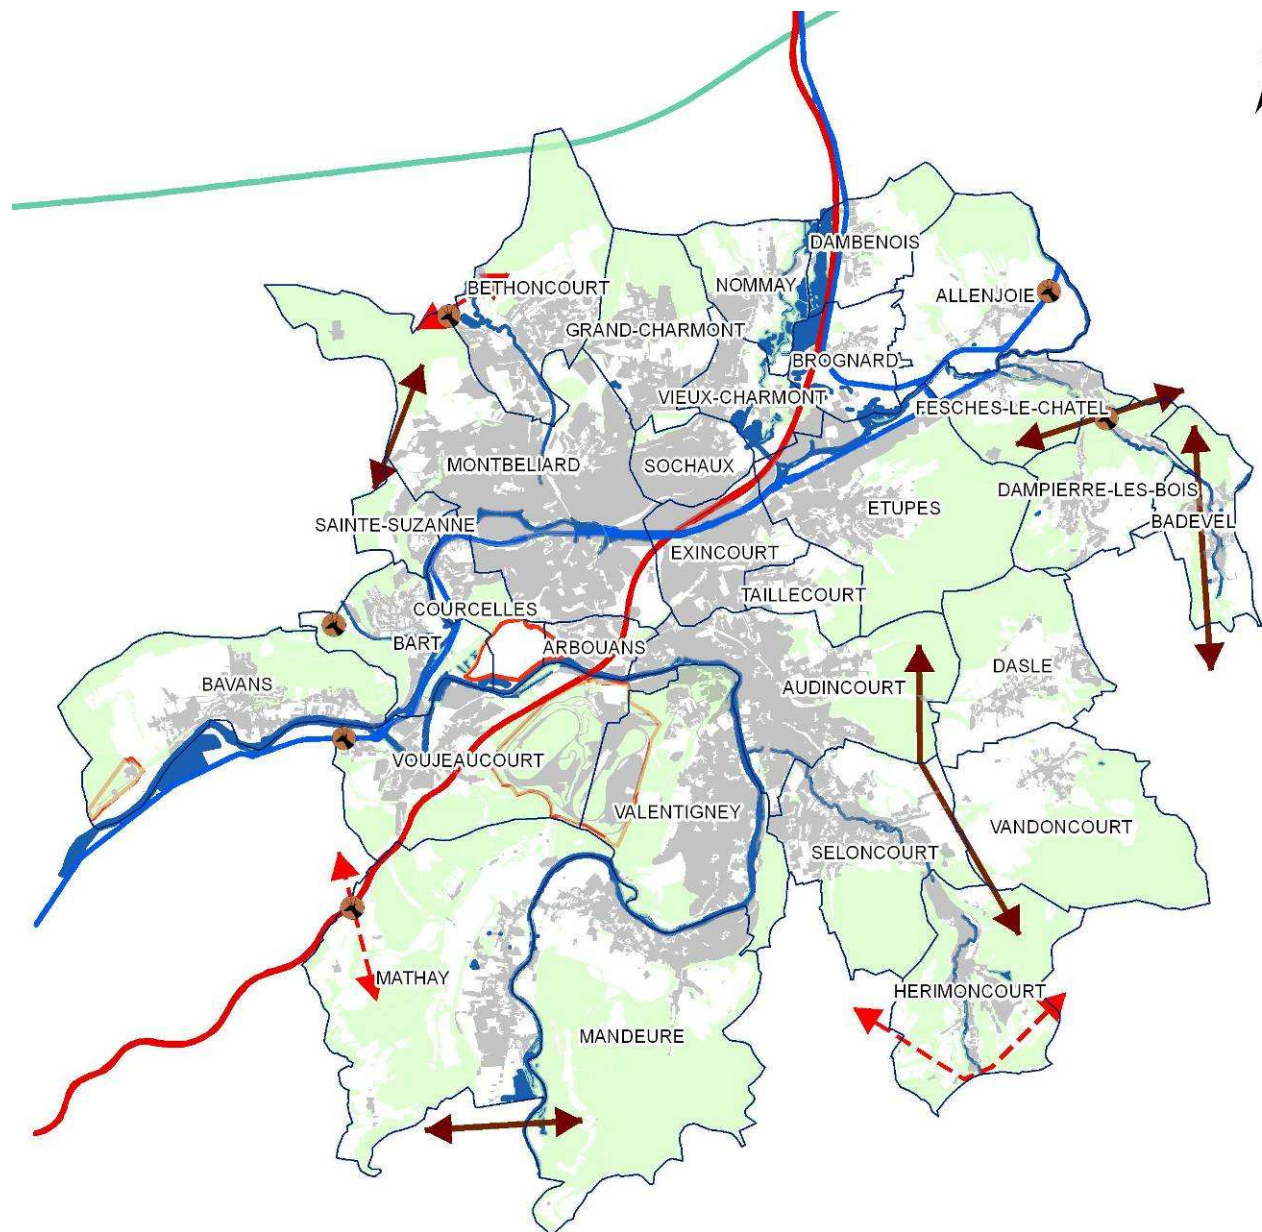 DAMBENOIS
BETHONCOURT
NOMMAY
ALLENJOIE
GRAND-CHARMONT
BROGNARD
VIEUX-CHARMONT
FESCHES-LE-CHATEL
MONTBELIARD
SOCHAUX
DAMPIERRE-LES-BOIS
ETUPES
BADEVEL
SAINTE-SUZANNE
EXINCOURT
TAILLECOURT
COURCELLES
BART
ARBOUANS
DASLE
BAVANS
AUDINCOURT
VOUJEAUCOURT
VALENTIGNEY
VANDONCOURT
SELONCOURT
MATHAY
HERIMONCOURT
MANDEURE